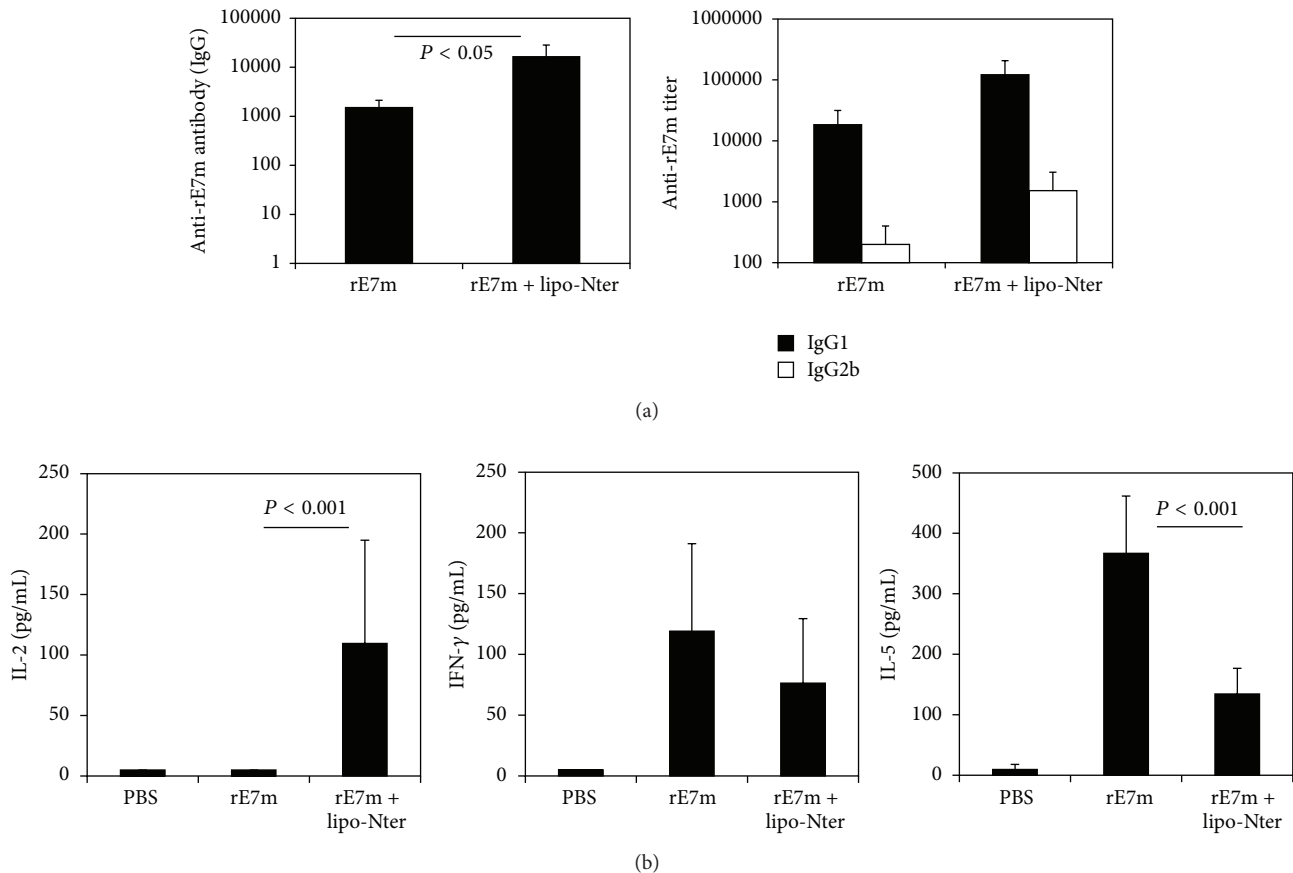 Anti-rE7m antibody (IgG)
100000
10000
1000
100
10
1
P < 0.05
rE7m
rE7m + lipo-Nter
Anti-rE7m titer
1000000
100000
10000
1000
100
rE7m
rE7m + lipo-Nter
IgG1
IgG2b
(a)
IL-2 (pg/mL)
250
200
150
100
50
0
P < 0.001
PBS
rE7m
rE7m +
lipo-Nter
IFN-γ (pg/mL)
250
200
150
100
50
0
PBS
rE7m
rE7m +
lipo-Nter
IL-5 (pg/mL)
500
400
300
200
100
0
P < 0.001
PBS
rE7m
rE7m +
lipo-Nter
(b)